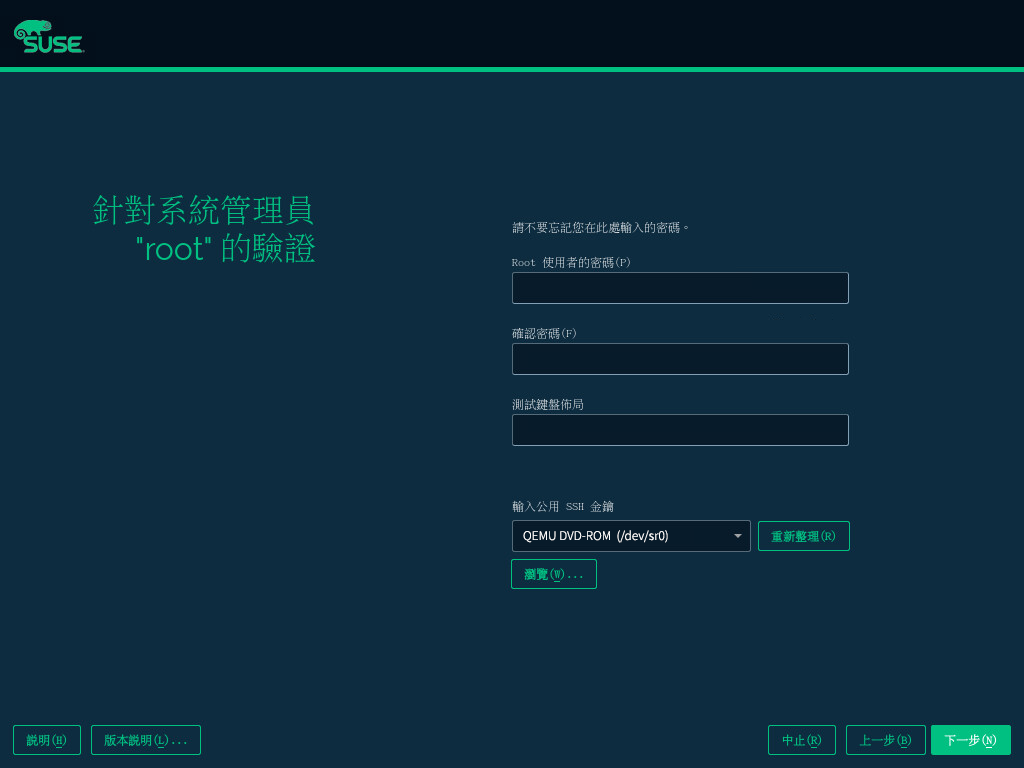 SUSE
針對系統管理員
"root" 的驗證
請不要忘記您在此處輸入的密碼。
Root 使用者的密碼(P)
確認密碼(F)
測試鍵盤佈局
輸入公用 SSH 金鑰
QEMU DVD-ROM (/dev/sr0)
重新整理(R)
瀏覽(W)...
説明(H)
版本説明(L)...
中止(R)
上一步(B)
下一步(N)